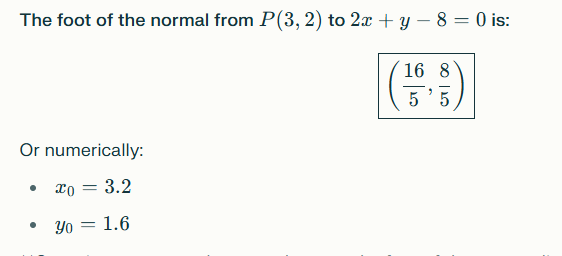 The foot of the normal from P(3, 2) to 2x + y − 8 = 0 is:
(16/5, 8/5)
Or numerically:
• x₀ = 3.2
• y₀ = 1.6